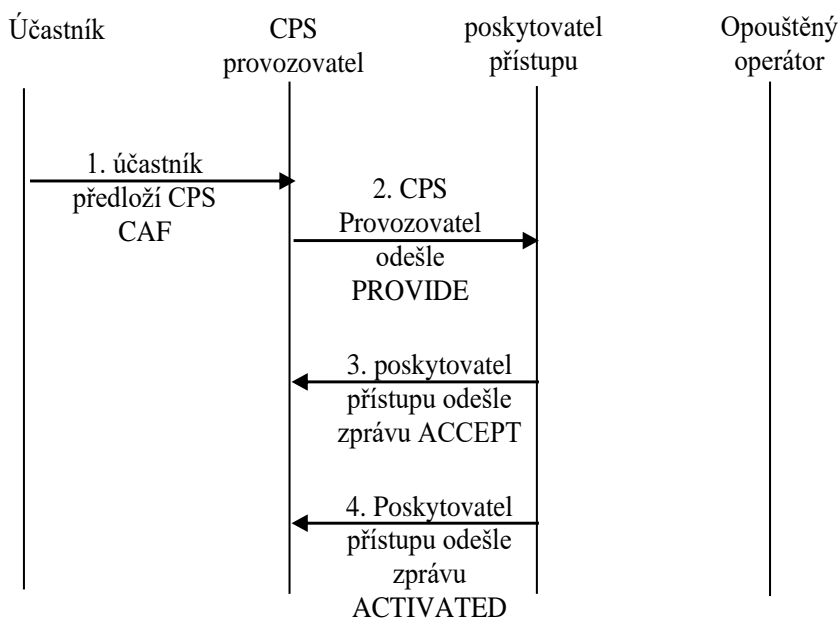 Účastník
CPS
provozovatel
poskytovatel
přístupu
Opouštěný
operátor
1. účastník
předloží CPS
CAF
2. CPS
Provozovatel
odešle
PROVIDE
3. poskytovatel
přístupu odešle
zprávu ACCEPT
4. Poskytovatel
přístupu odešle
zprávu
ACTIVATED